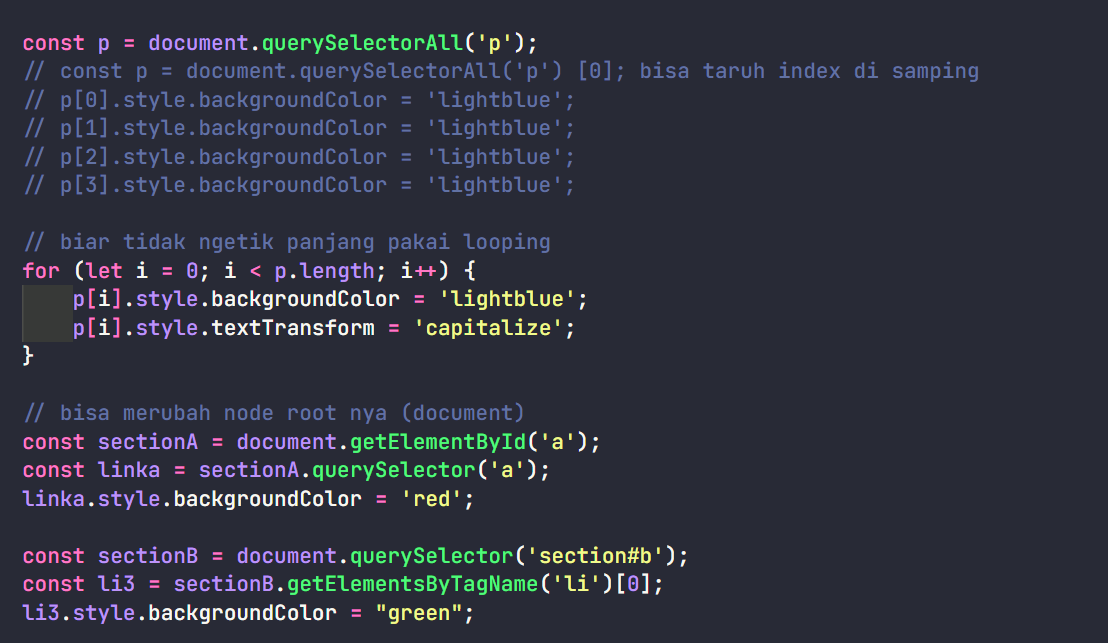 const p = document.querySelectorAll('p');
// const p = document.querySelectorAll('p') [0]; bisa taruh index di samping
// p[0].style.backgroundColor = 'lightblue';
// p[1].style.backgroundColor = 'lightblue';
// p[2].style.backgroundColor = 'lightblue';
// p[3].style.backgroundColor = 'lightblue';
// biar tidak ngetik panjang pakai looping
for (let i = 0; i < p.length; i++) {
p[i].style.backgroundColor = 'lightblue';
p[i].style.textTransform = 'capitalize';
}
// bisa merubah node root nya (document)
const sectionA = document.getElementById('a');
const linka = sectionA.querySelector('a');
linka.style.backgroundColor = 'red';
const sectionB = document.querySelector('section#b');
const li3 = sectionB.getElementsByTagName('li')[0];
li3.style.backgroundColor = "green";